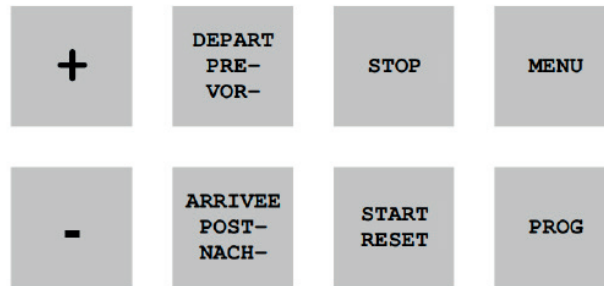 +
DEPART
PRE-
VOR-
STOP
MENU
-
ARRIVEE
POST-
NACH-
START
RESET
PROG